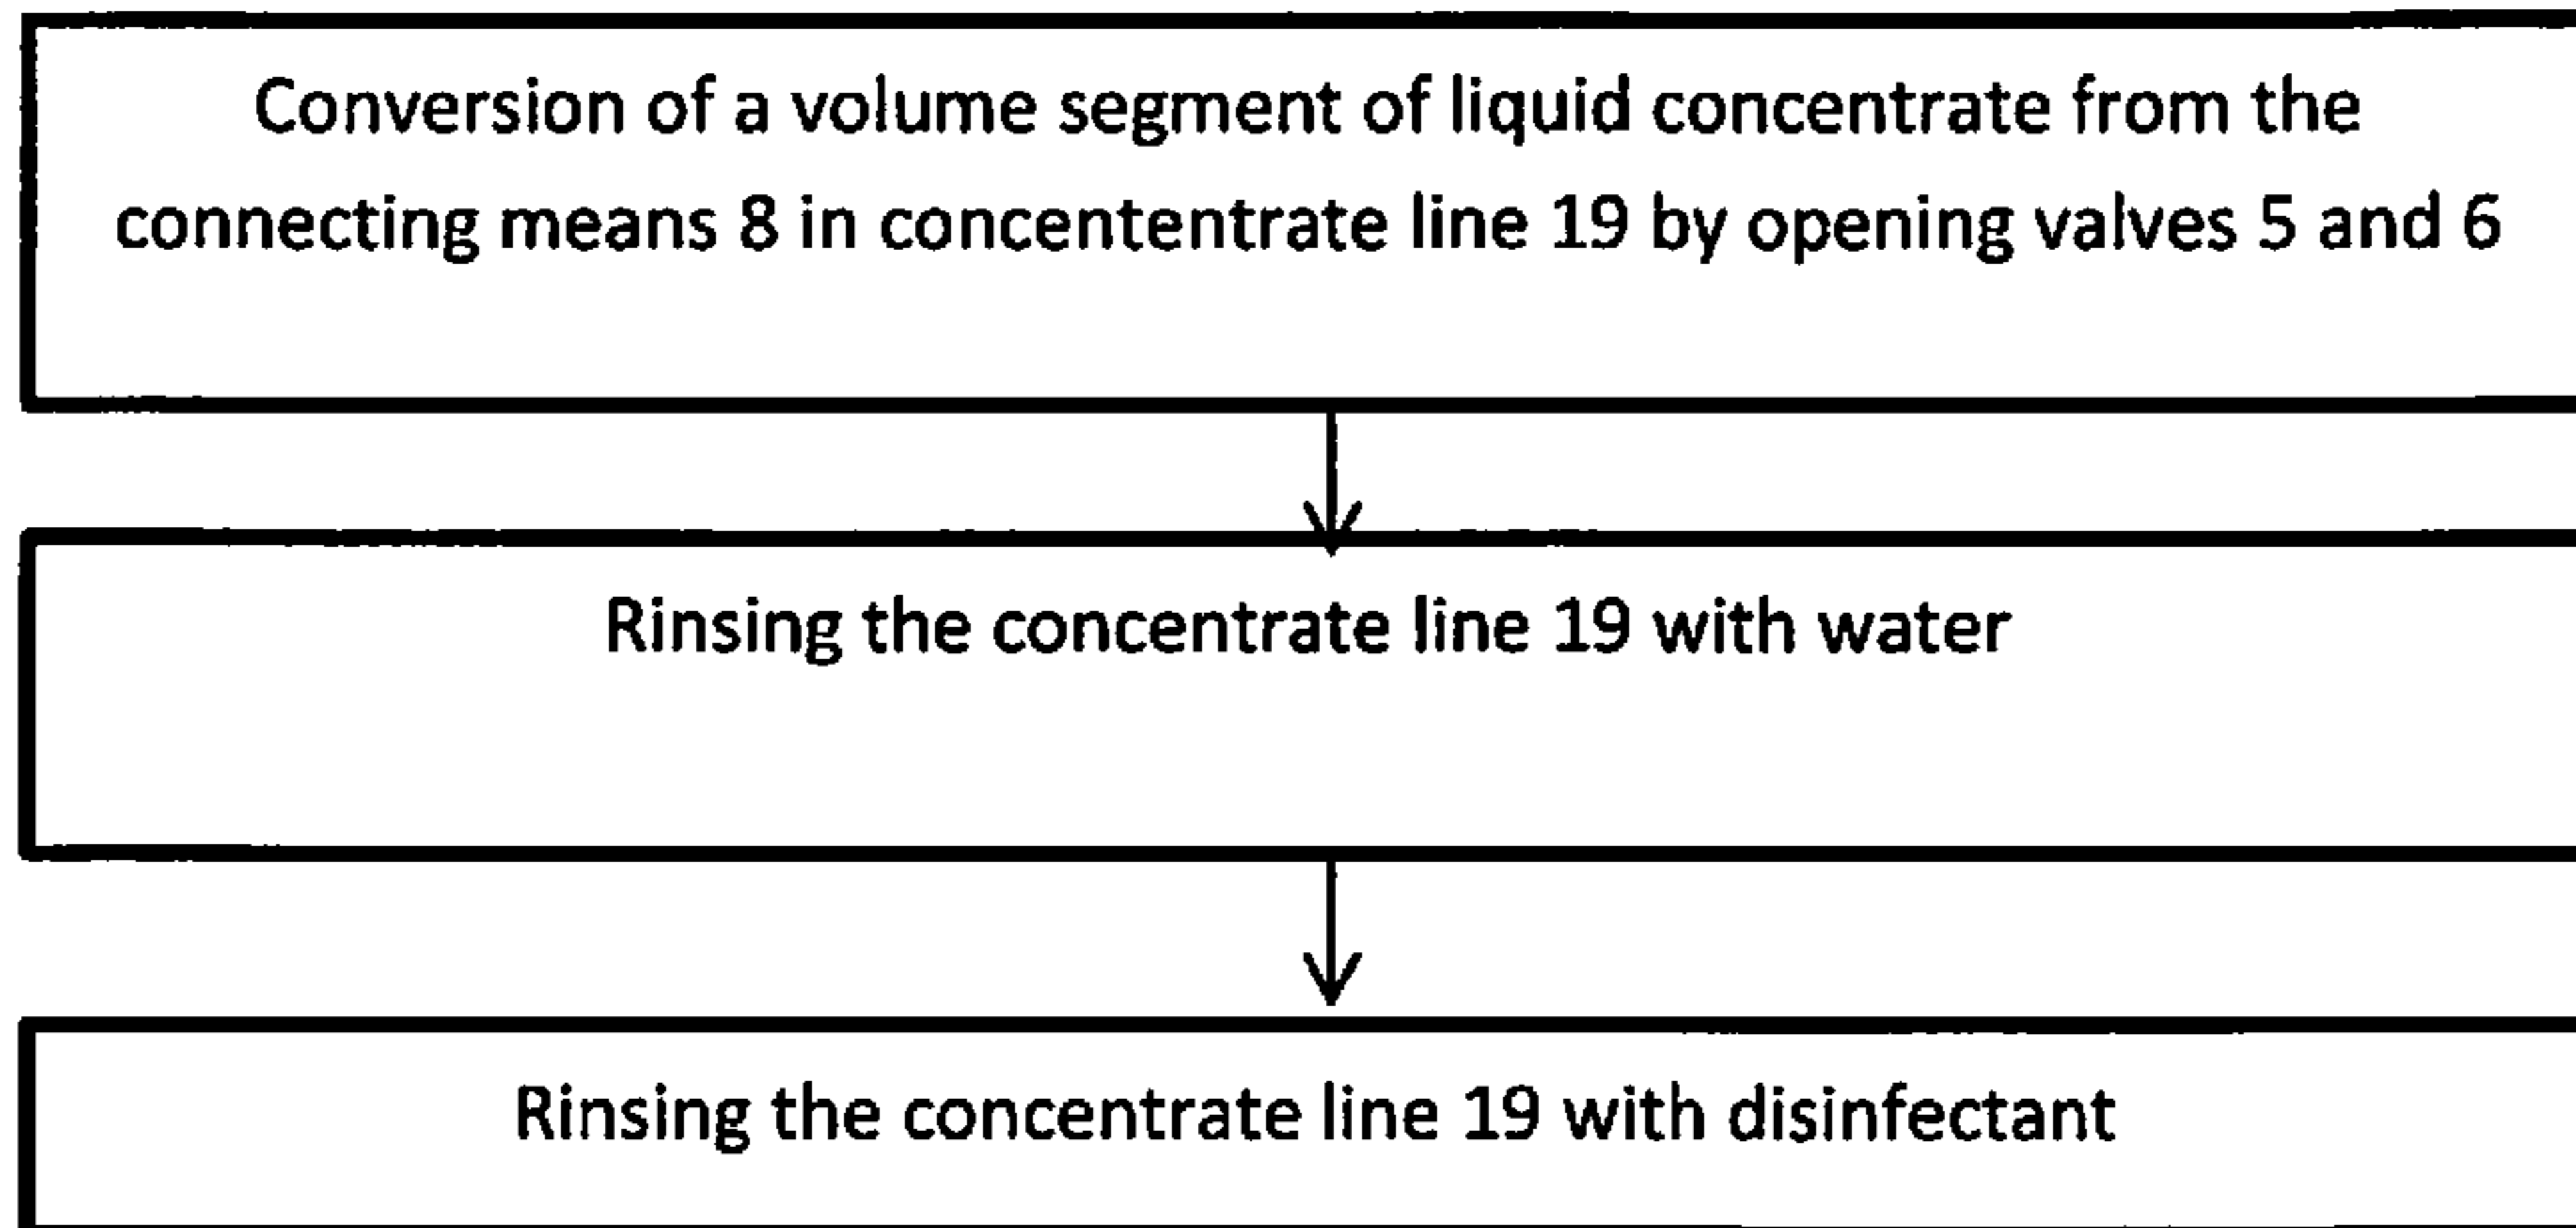 Conversion of a volume segment of liquid concentrate from the
connecting means 8 in concententrate line 19 by opening valves 5 and 6
Rinsing the concentrate line 19 with water
Rinsing the concentrate line 19 with disinfectant